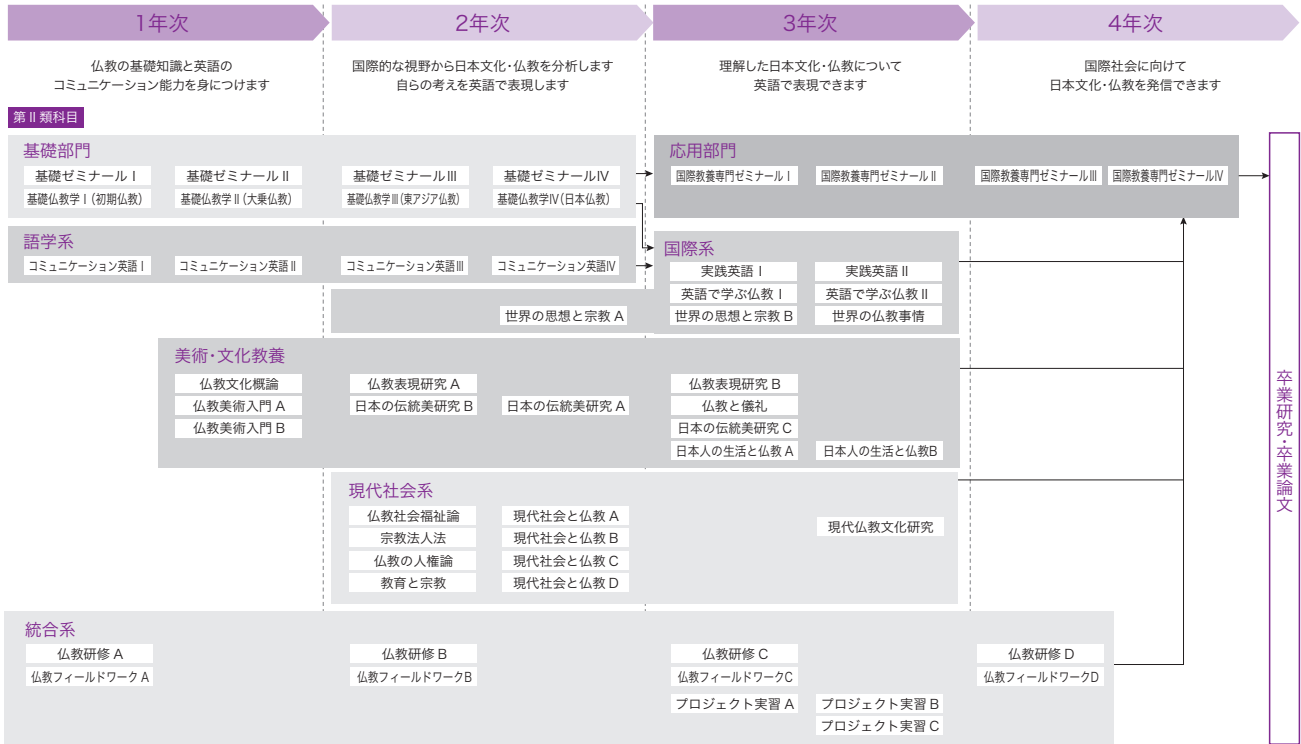 1年次
2年次
3年次
4年次
仏教の基礎知識と英語の
コミュニケーション能力を身につけます
国際的な視野から日本文化・仏教を分析します
自らの考えを英語で表現します
理解した日本文化・仏教について
英語で表現できます
国際社会に向けて
日本文化・仏教を発信できます
第Ⅱ類科目
基礎部門
基礎ゼミナールⅠ
基礎ゼミナールⅡ
基礎ゼミナールⅢ
基礎ゼミナールⅣ
基礎仏教学Ⅰ(初期仏教)
基礎仏教学Ⅱ(大乗仏教)
基礎仏教学Ⅲ(東アジア仏教)
基礎仏教学Ⅳ(日本仏教)
応用部門
国際教養専門ゼミナールⅠ
国際教養専門ゼミナールⅡ
国際教養専門ゼミナールⅢ
国際教養専門ゼミナールⅣ
語学系
コミュニケーション英語Ⅰ
コミュニケーション英語Ⅱ
コミュニケーション英語Ⅲ
コミュニケーション英語Ⅳ
国際系
実践英語Ⅰ
実践英語Ⅱ
英語で学ぶ仏教Ⅰ
英語で学ぶ仏教Ⅱ
世界の思想と宗教 A
世界の思想と宗教 B
世界の仏教事情
美術・文化教養
仏教文化概論
仏教表現研究 A
仏教表現研究 B
仏教美術入門 A
日本の伝統美研究 B
日本の伝統美研究 A
仏教と儀礼
仏教美術入門 B
日本の伝統美研究 C
日本人の生活と仏教 A
日本人の生活と仏教B
現代社会系
仏教社会福祉論
現代社会と仏教 A
現代仏教文化研究
宗教法人法
現代社会と仏教 B
仏教の人権論
現代社会と仏教 C
教育と宗教
現代社会と仏教 D
統合系
仏教研修 A
仏教研修 B
仏教研修 C
仏教研修 D
仏教フィールドワーク A
仏教フィールドワークB
仏教フィールドワークC
仏教フィールドワークD
プロジェクト実習 A
プロジェクト実習 B
プロジェクト実習 C
卒業研究・卒業論文